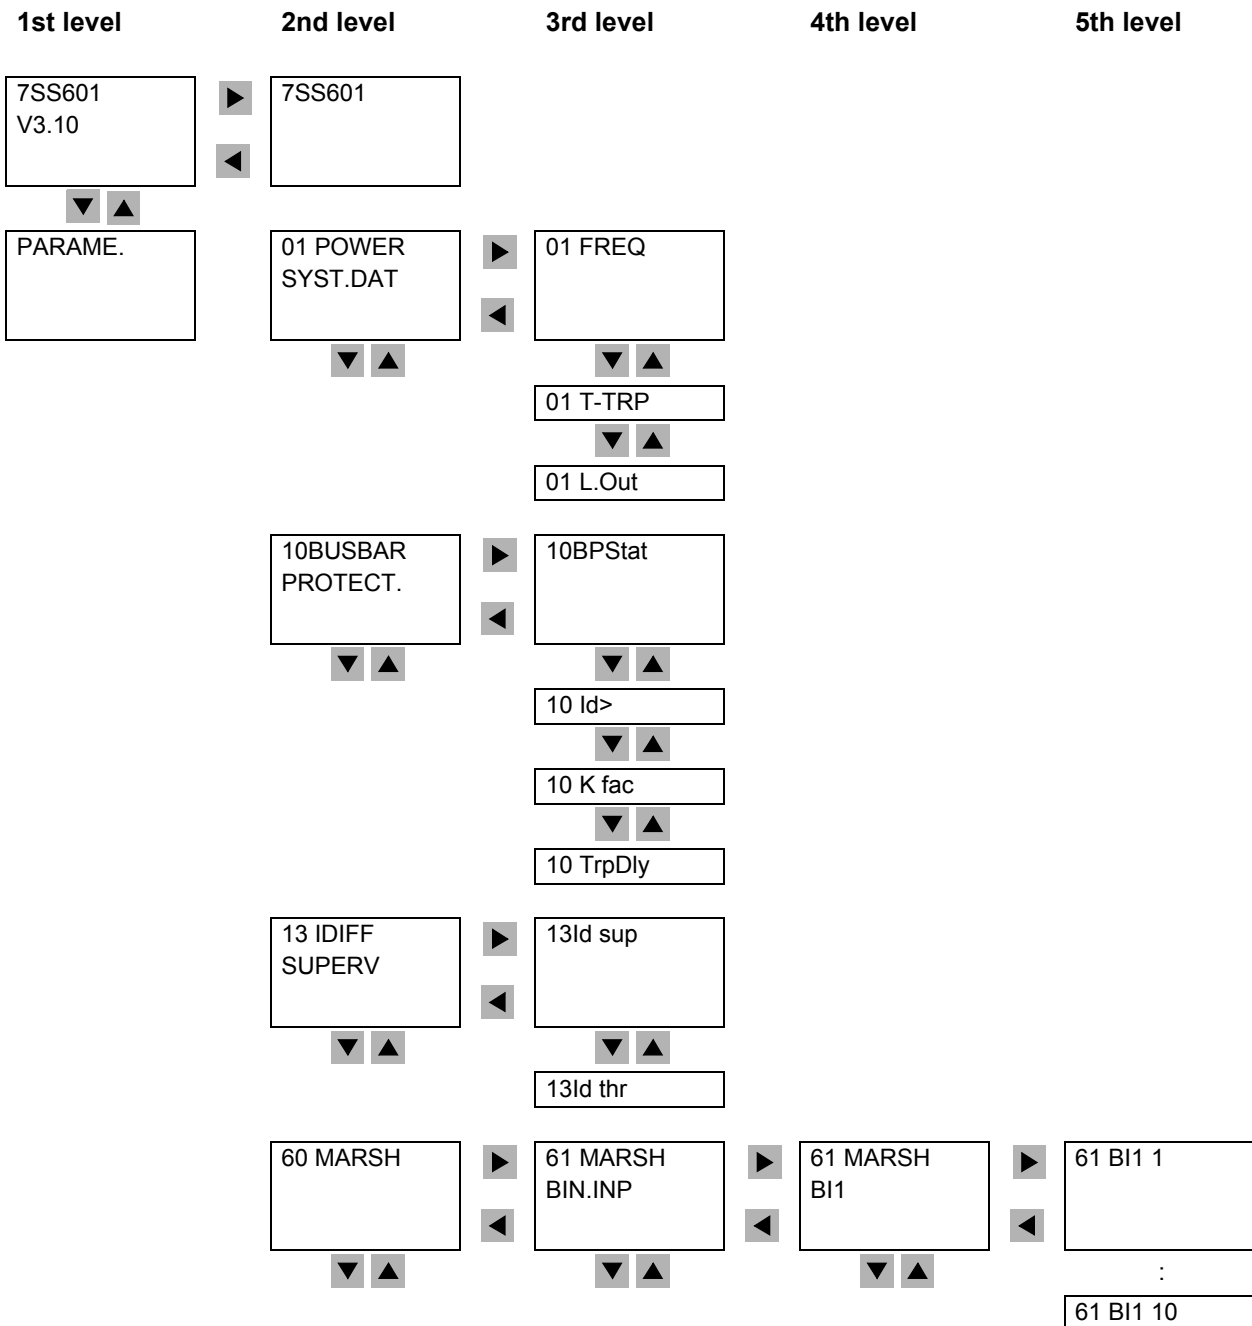 1st level 2nd level 3rd level 4th level 5th level
7SS601
V3.10
7SS601
PARAME.
01 POWER
SYST.DAT
01 FREQ
01 T-TRP
01 L.Out
10BUSBAR
PROTECT.
10BPStat
10 Id>
10 K fac
10 TrpDly
13 IDIFF
SUPERV
13Id sup
13Id thr
60 MARSH
61 MARSH
BIN.INP
61 MARSH
BI1
61 BI1 1
:
61 BI1 10